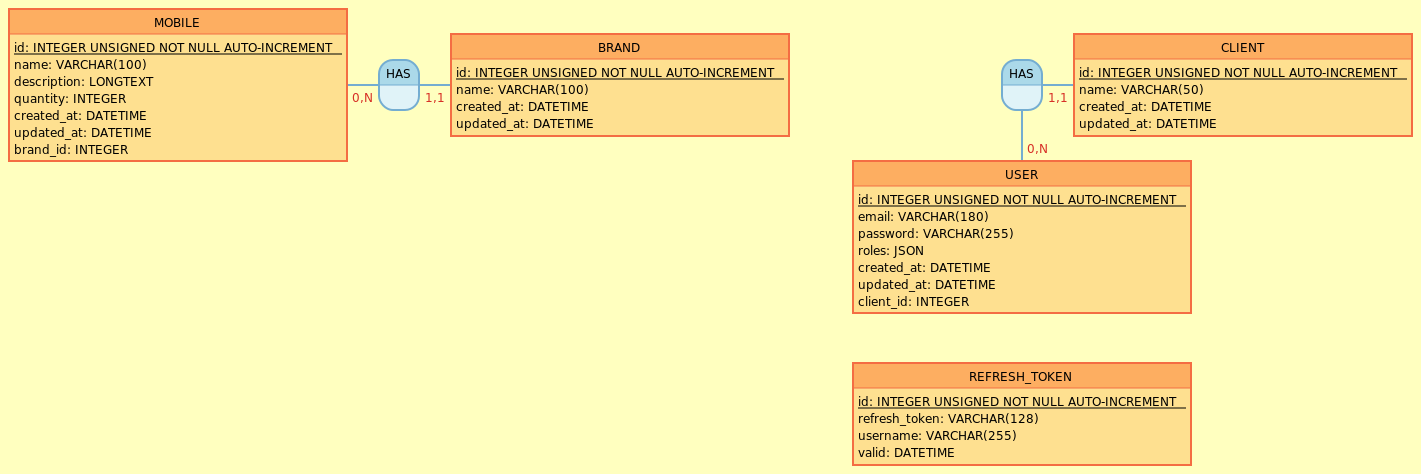 MOBILE
id: INTEGER UNSIGNED NOT NULL AUTO-INCREMENT
name: VARCHAR(100)
description: LONGTEXT
quantity: INTEGER
created_at: DATETIME
updated_at: DATETIME
brand_id: INTEGER
HAS
0,N
1,1
BRAND
id: INTEGER UNSIGNED NOT NULL AUTO-INCREMENT
name: VARCHAR(100)
created_at: DATETIME
updated_at: DATETIME
HAS
1,1
0,N
CLIENT
id: INTEGER UNSIGNED NOT NULL AUTO-INCREMENT
name: VARCHAR(50)
created_at: DATETIME
updated_at: DATETIME
USER
id: INTEGER UNSIGNED NOT NULL AUTO-INCREMENT
email: VARCHAR(180)
password: VARCHAR(255)
roles: JSON
created_at: DATETIME
updated_at: DATETIME
client_id: INTEGER
REFRESH_TOKEN
id: INTEGER UNSIGNED NOT NULL AUTO-INCREMENT
refresh_token: VARCHAR(128)
username: VARCHAR(255)
valid: DATETIME